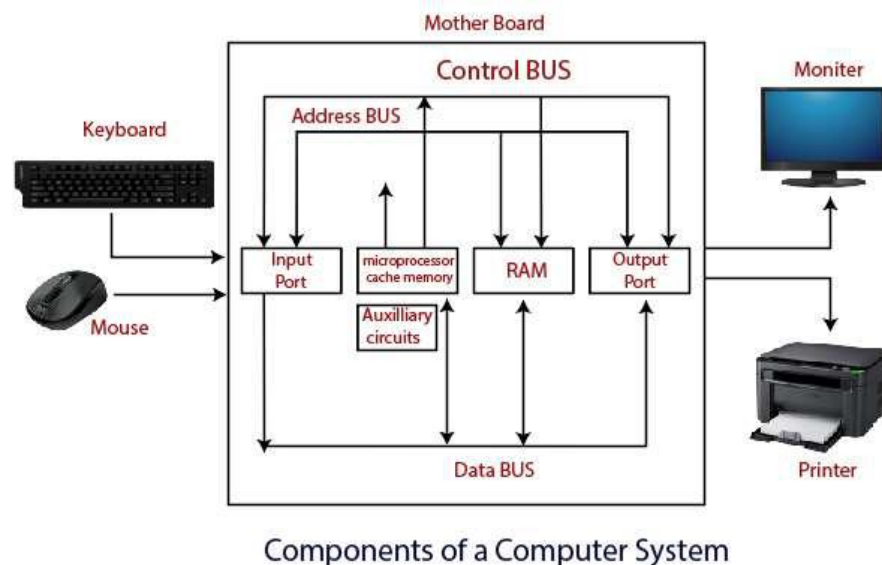 Mother Board
Control BUS
Moniter
Address BUS
Keyboard
Input
Port
microprocessor
cache memory
RAM
Output
Port
Auxilliary
circuits
Mouse
Data BUS
Printer
Components of a Computer System